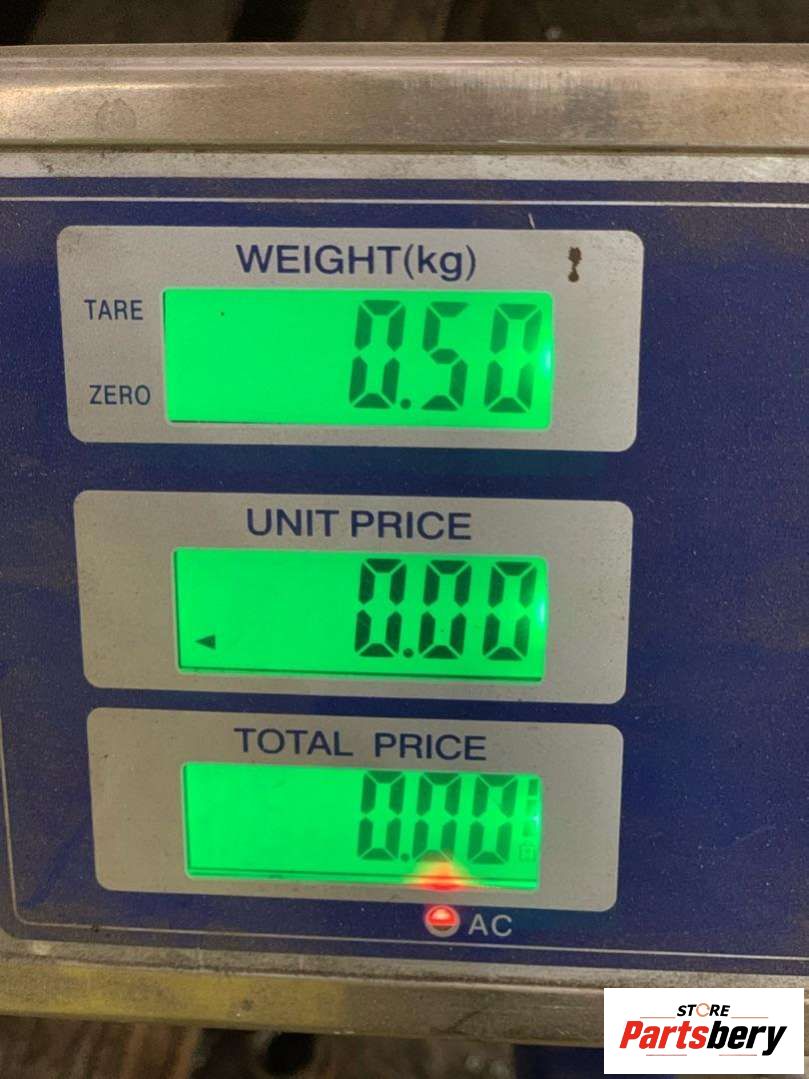 WEIGHT(kg)
TARE
0.50
ZERO
UNIT PRICE
0.00
TOTAL PRICE
0.00
AC
STORE
Partsbery